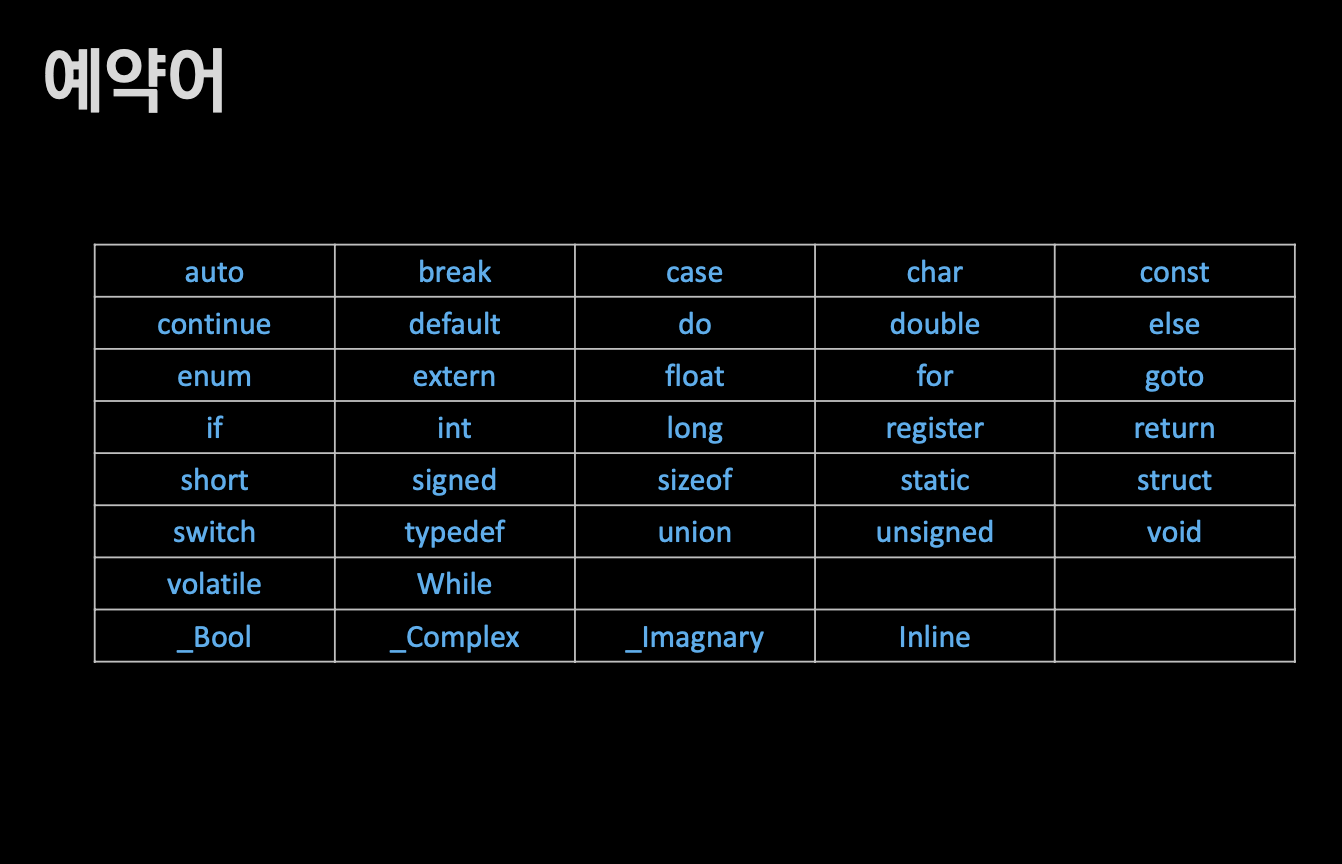 예약어
auto break case char const
continue default do double else
enum extern float for goto
if int long register return
short signed sizeof static struct
switch typedef union unsigned void
volatile While
_Bool _Complex _Imagnary Inline